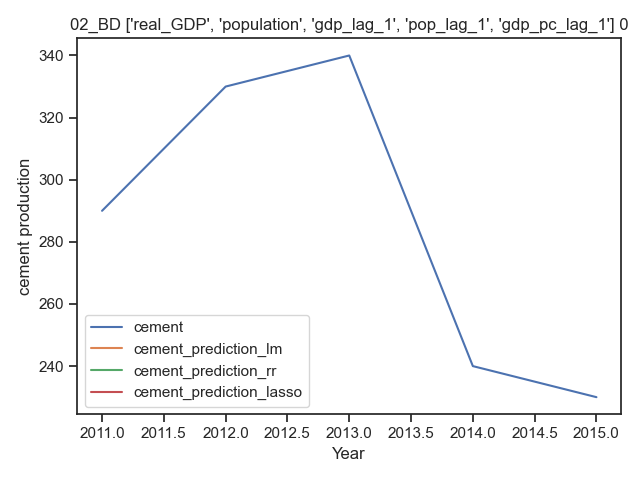 02_BD ['real_GDP', 'population', 'gdp_lag_1', 'pop_lag_1', 'gdp_pc_lag_1'] 0
340
320
300
280
260
240
cement production
cement
cement_prediction_lm
cement_prediction_rr
cement_prediction_lasso
2011.0 2011.5 2012.0 2012.5 2013.0 2013.5 2014.0 2014.5 2015.0
Year